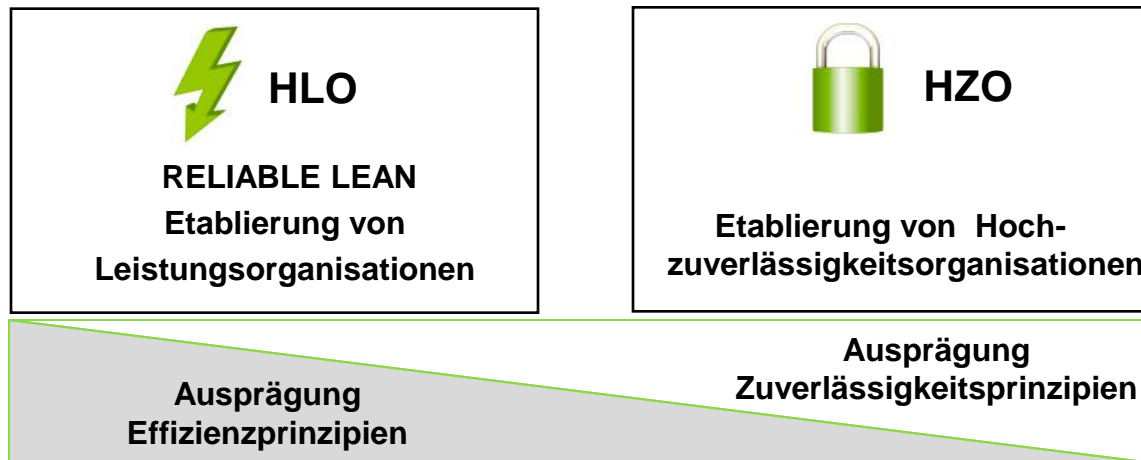 HLO
RELIABLE LEAN
Etablierung von
Leistungsorganisationen
HZO
Etablierung von Hoch-
zuverlässigkeitsorganisationen
Ausprägung
Effizienzprinzipien
Ausprägung
Zuverlässigkeitsprinzipien